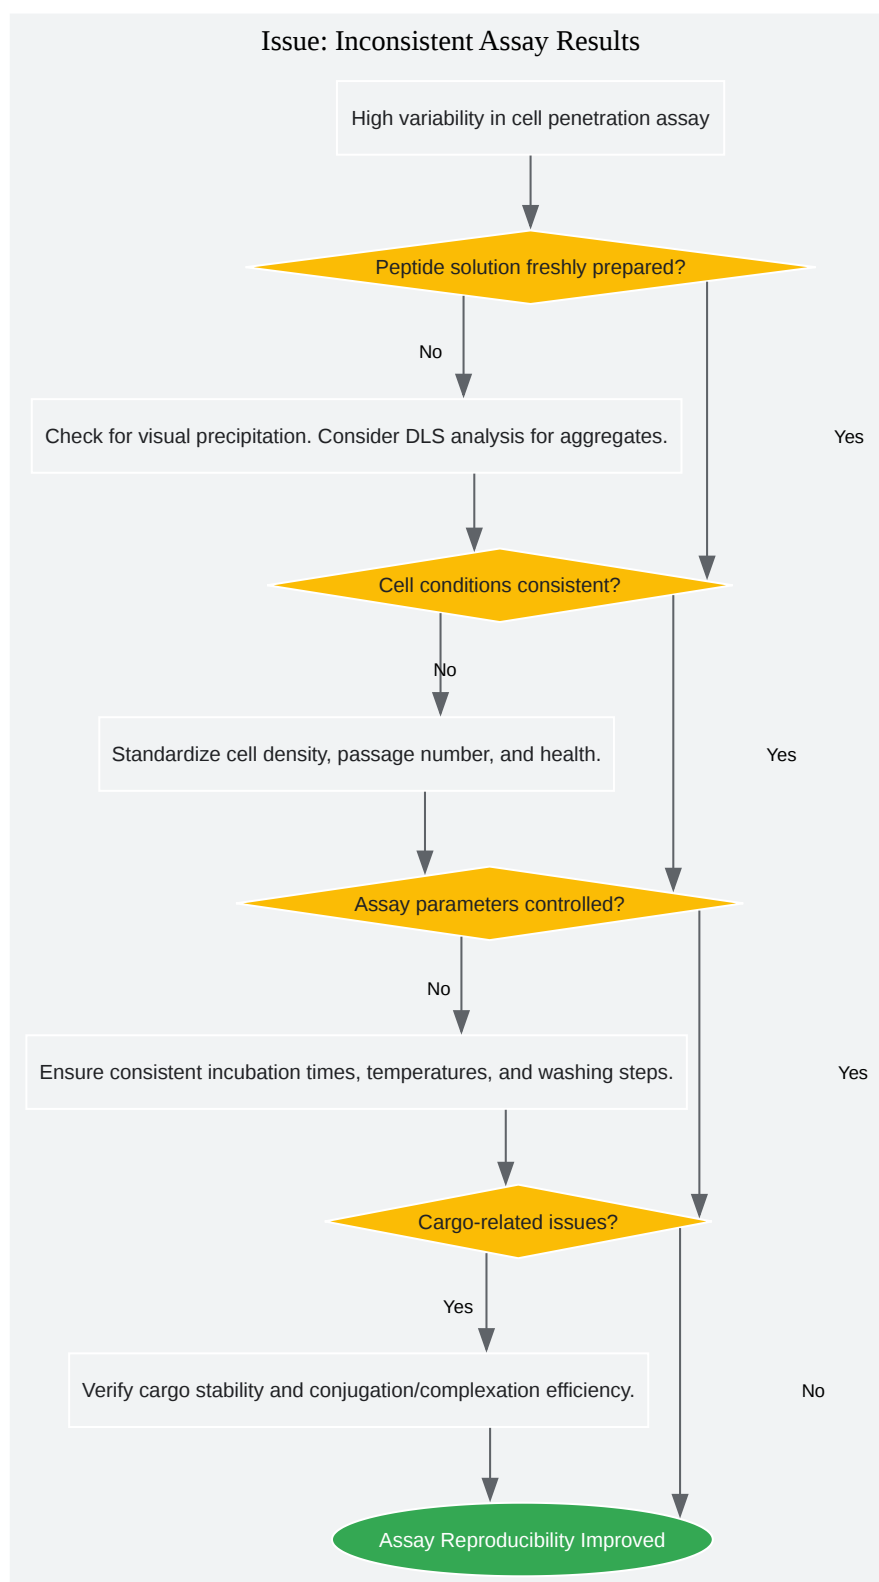 Issue: Inconsistent Assay Results
High variability in cell penetration assay
Peptide solution freshly prepared?
No
Check for visual precipitation. Consider DLS analysis for aggregates.
Yes
Cell conditions consistent?
No
Standardize cell density, passage number, and health.
Yes
Assay parameters controlled?
No
Ensure consistent incubation times, temperatures, and washing steps.
Yes
Cargo-related issues?
Yes
Verify cargo stability and conjugation/complexation efficiency.
No
Assay Reproducibility Improved